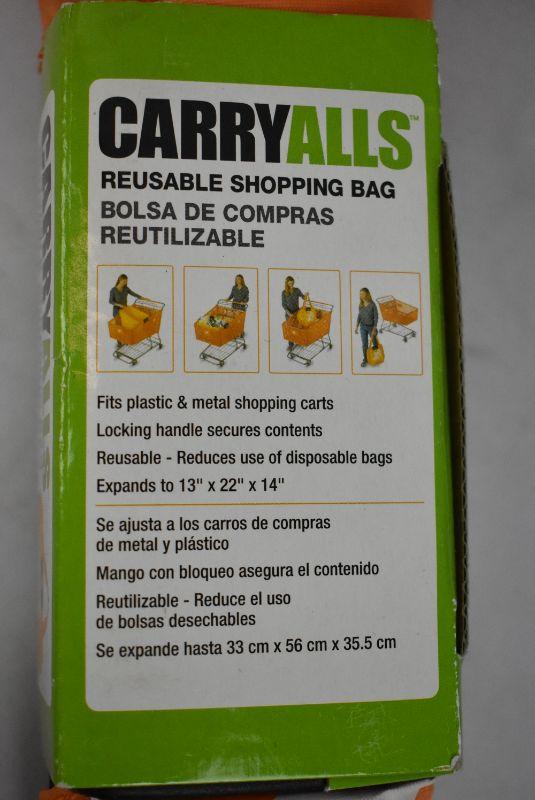 CARRYALLS™
REUSABLE SHOPPING BAG
BOLSA DE COMPRAS
REUTILIZABLE
Fits plastic & metal shopping carts
Locking handle secures contents
Reusable - Reduces use of disposable bags
Expands to 13" x 22" x 14"
Se ajusta a los carros de compras
de metal y plástico
Mango con bloqueo asegura el contenido
Reutilizable - Reduce el uso
de bolsas desechables
Se expande hasta 33 cm x 56 cm x 35.5 cm
CARRYALLS